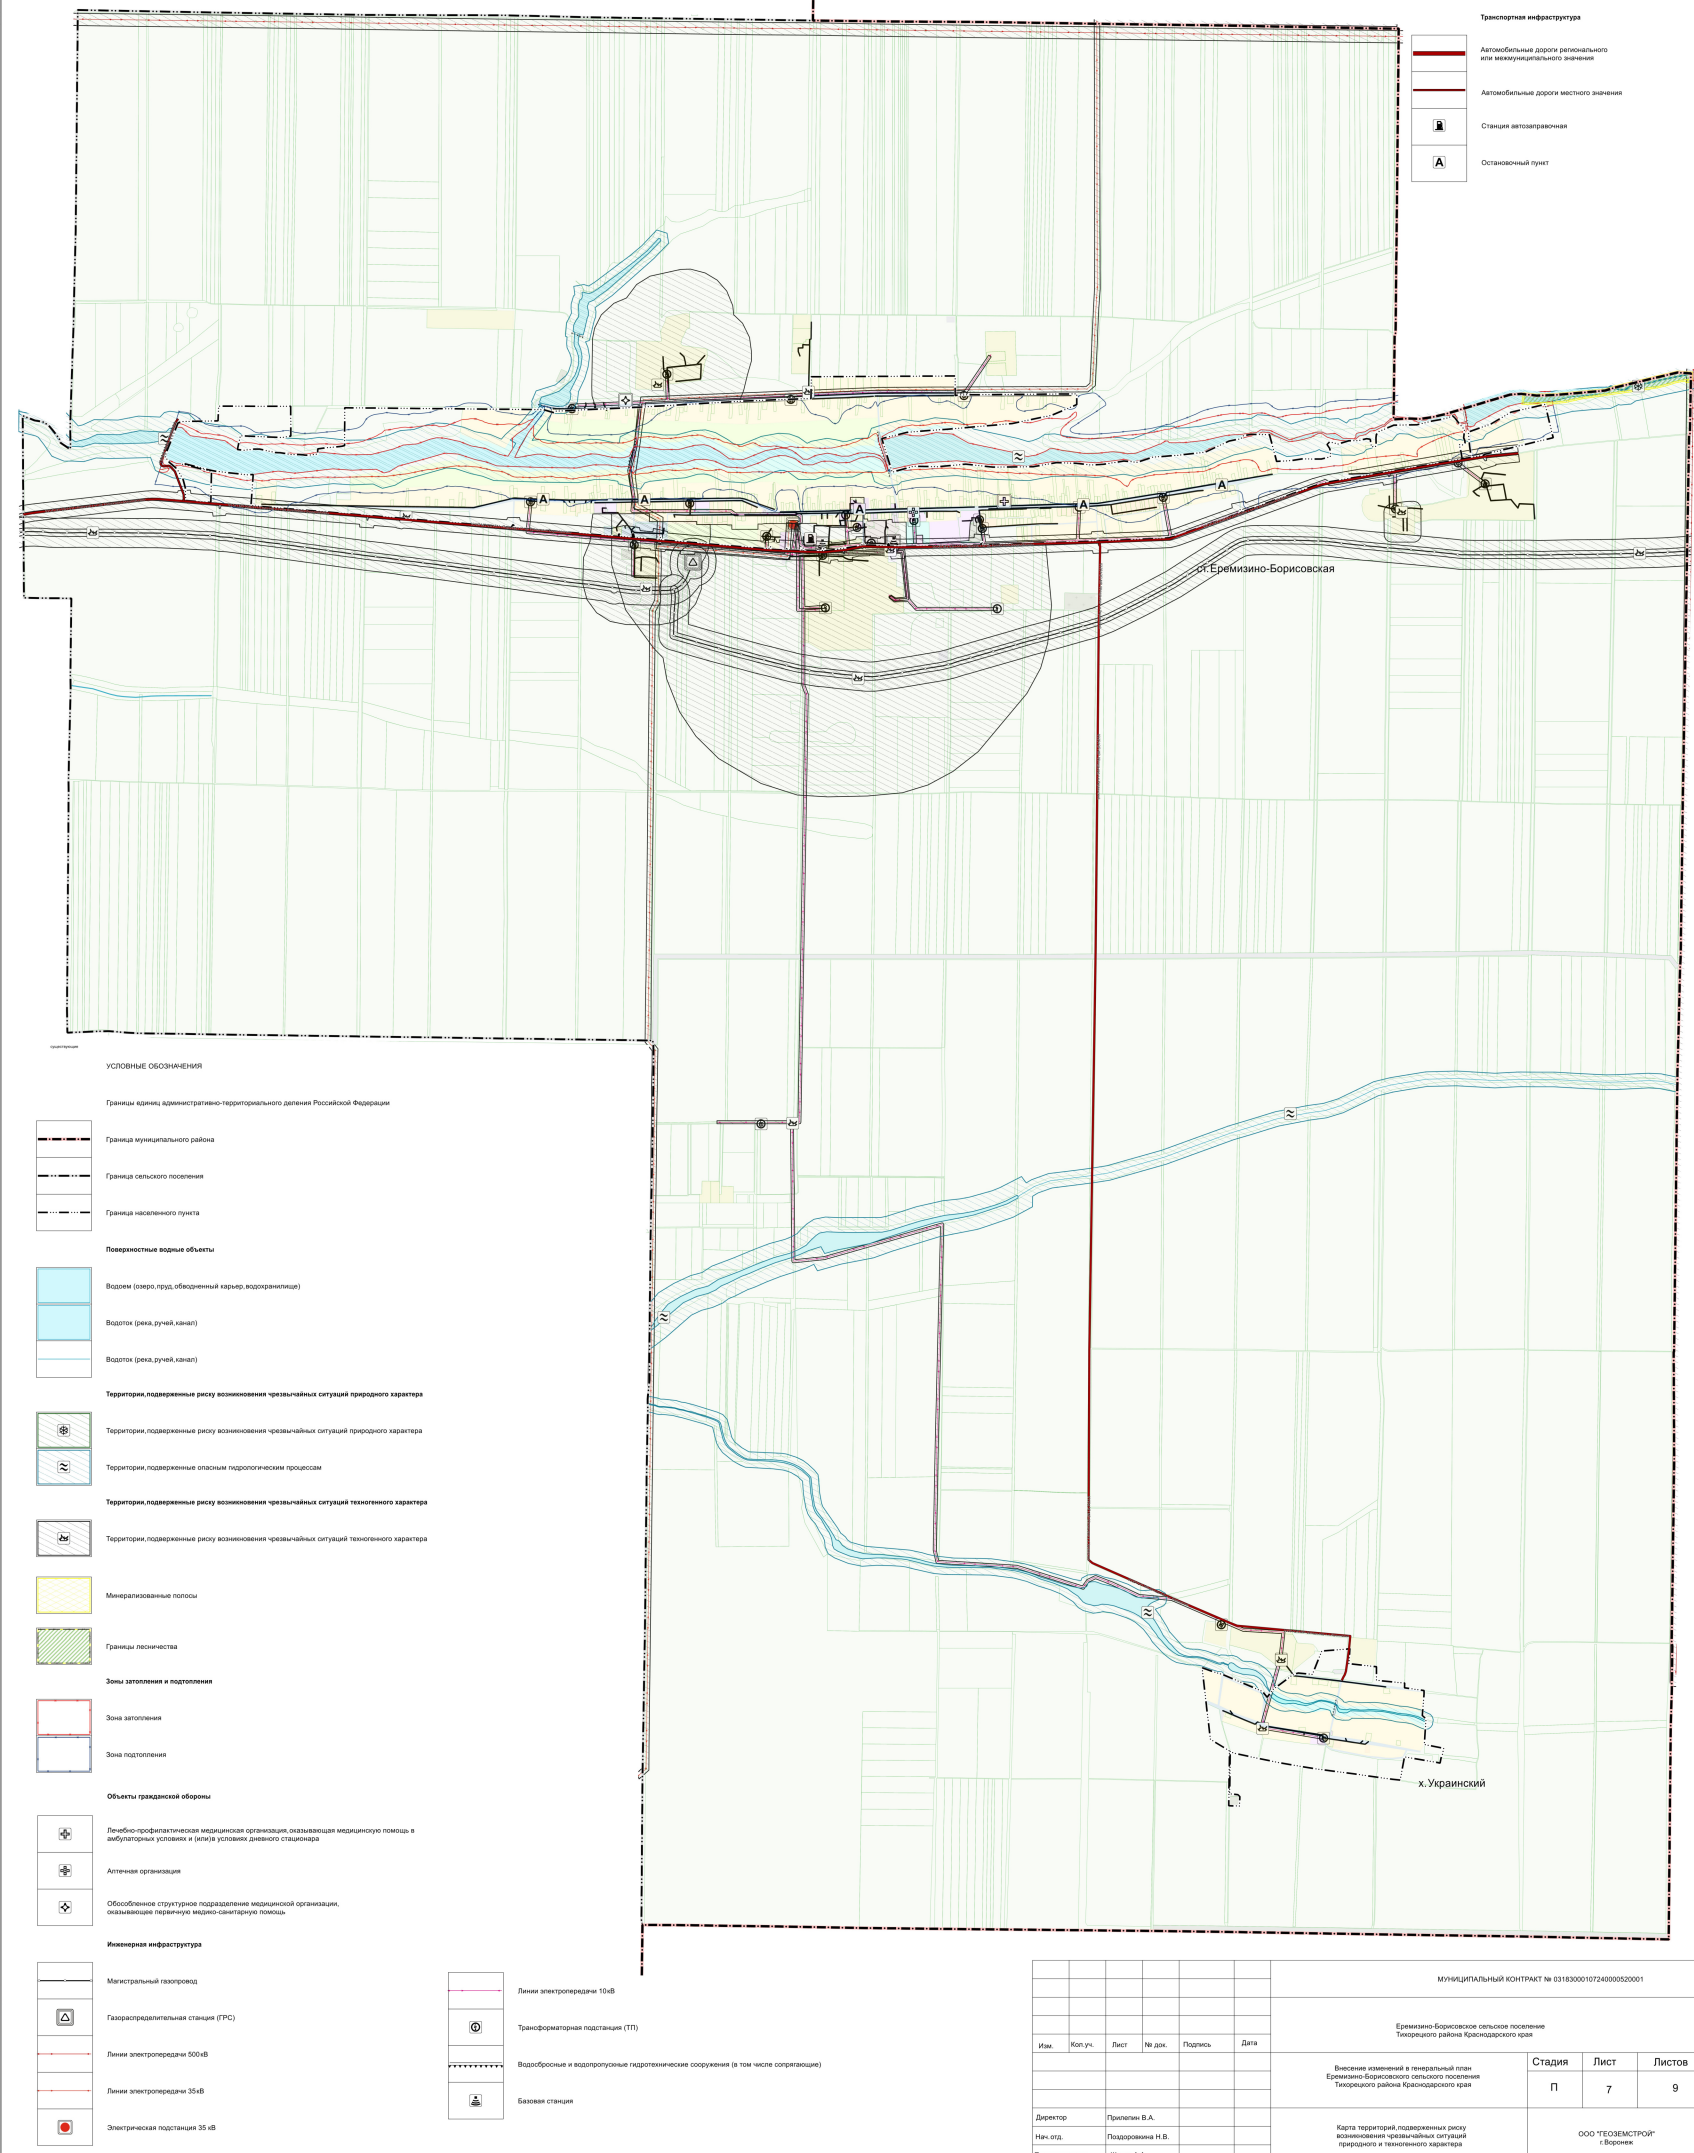 Транспортная инфраструктура
Автомобильные дороги регионального
или межмуниципального значения
Автомобильные дороги местного значения
Станция автозаправочная
А
Остановочный пункт
А
А
А
А
А
ст.Еремизино-Борисовская
х.Украинский
существующие
УСЛОВНЫЕ ОБОЗНАЧЕНИЯ
Границы единиц административно-территориального деления Российской Федерации
Граница муниципального района
Граница сельского поселения
Граница населенного пункта
Поверхностные водные объекты
Водоем (озеро,пруд,обводненный карьер,водохранилище)
Водоток (река,ручей,канал)
Водоток (река,ручей,канал)
Территории,подверженные риску возникновения чрезвычайных ситуаций природного характера
Территории,подверженные риску возникновения чрезвычайных ситуаций природного характера
Территории,подверженные опасным гидрологическим процессам
Территории,подверженные риску возникновения чрезвычайных ситуаций техногенного характера
Территории,подверженные риску возникновения чрезвычайных ситуаций техногенного характера
Минерализованные полосы
Границы лесничества
Зоны затопления и подтопления
Зона затопления
Зона подтопления
Объекты гражданской обороны
Лечебно-профилактическая медицинская организация,оказывающая медицинскую помощь в
амбулаторных условиях и (или)в условиях дневного стационара
Аптечная организация
Обособленное структурное подразделение медицинской организации,
оказывающее первичную медико-санитарную помощь
Инженерная инфраструктура
Магистральный газопровод
Газораспределительная станция (ГРС)
Линии электропередачи 500кВ
Линии электропередачи 35кВ
Электрическая подстанция 35 кВ
Линии электропередачи 10кВ
Трансформаторная подстанция (ТП)
Водосбросные и водопропускные гидротехнические сооружения (в том числе сопрягающие)
Базовая станция
МУНИЦИПАЛЬНЫЙ КОНТРАКТ № 0318300010724000052​0001
Еремизино-Борисовское сельское поселение
Тихорецкого района Краснодарского края
Изм. Кол.уч. Лист № док. Подпись Дата
Внесение изменений в генеральный план
Еремизино-Борисовского сельского поселения
Тихорецкого района Краснодарского края
Стадия Лист Листов
П 7 9
Директор Прилепин В.А.
Нач.отд. Поздоровкина Н.В.
Карта территорий,подверженных риску
возникновения чрезвычайных ситуаций
природного и техногенного характера
ООО "ГЕОЗЕМСТРОЙ"
г.Воронеж